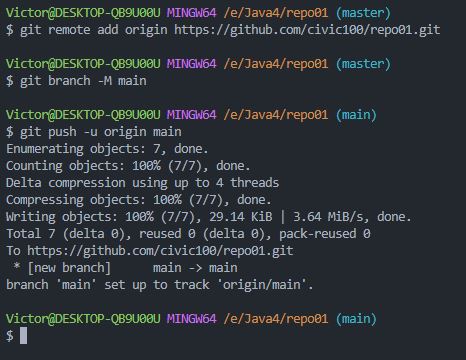 Victor@DESKTOP-QB9U00U MINGW64 /e/Java4/repo01 (master)
$ git remote add origin https://github.com/civic100/repo01.git
Victor@DESKTOP-QB9U00U MINGW64 /e/Java4/repo01 (master)
$ git branch -M main
Victor@DESKTOP-QB9U00U MINGW64 /e/Java4/repo01 (main)
$ git push -u origin main
Enumerating objects: 7, done.
Counting objects: 100% (7/7), done.
Delta compression using up to 4 threads
Compressing objects: 100% (7/7), done.
Writing objects: 100% (7/7), 29.14 KiB | 3.64 MiB/s, done.
Total 7 (delta 0), reused 0 (delta 0), pack-reused 0
To https://github.com/civic100/repo01.git
 * [new branch]      main -> main
branch 'main' set up to track 'origin/main'.
Victor@DESKTOP-QB9U00U MINGW64 /e/Java4/repo01 (main)
$